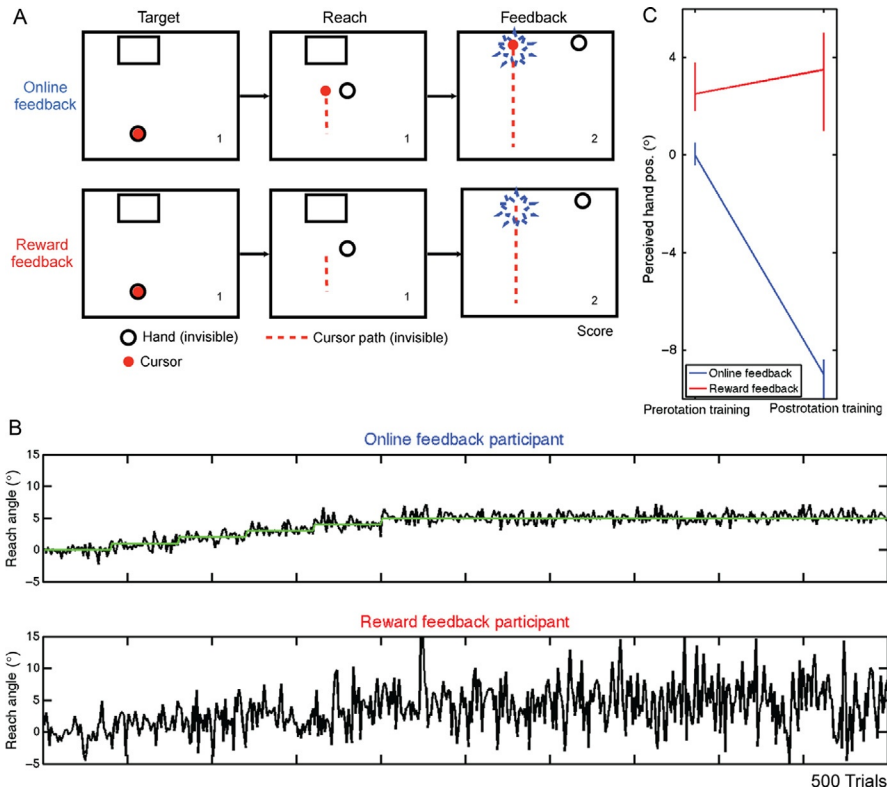 A
Target
Reach
Feedback
Online
feedback
1
1
2
Reward
feedback
1
1
2
Score
Hand (invisible)
Cursor path (invisible)
Cursor
C
Perceived hand pos. (°)
4
0
−4
−8
Online feedback
Reward feedback
Prerotation training
Postrotation training
B
Online feedback participant
Reach angle (°)
15
10
5
0
−5
Reward feedback participant
Reach angle (°)
15
10
5
0
−5
500 Trials